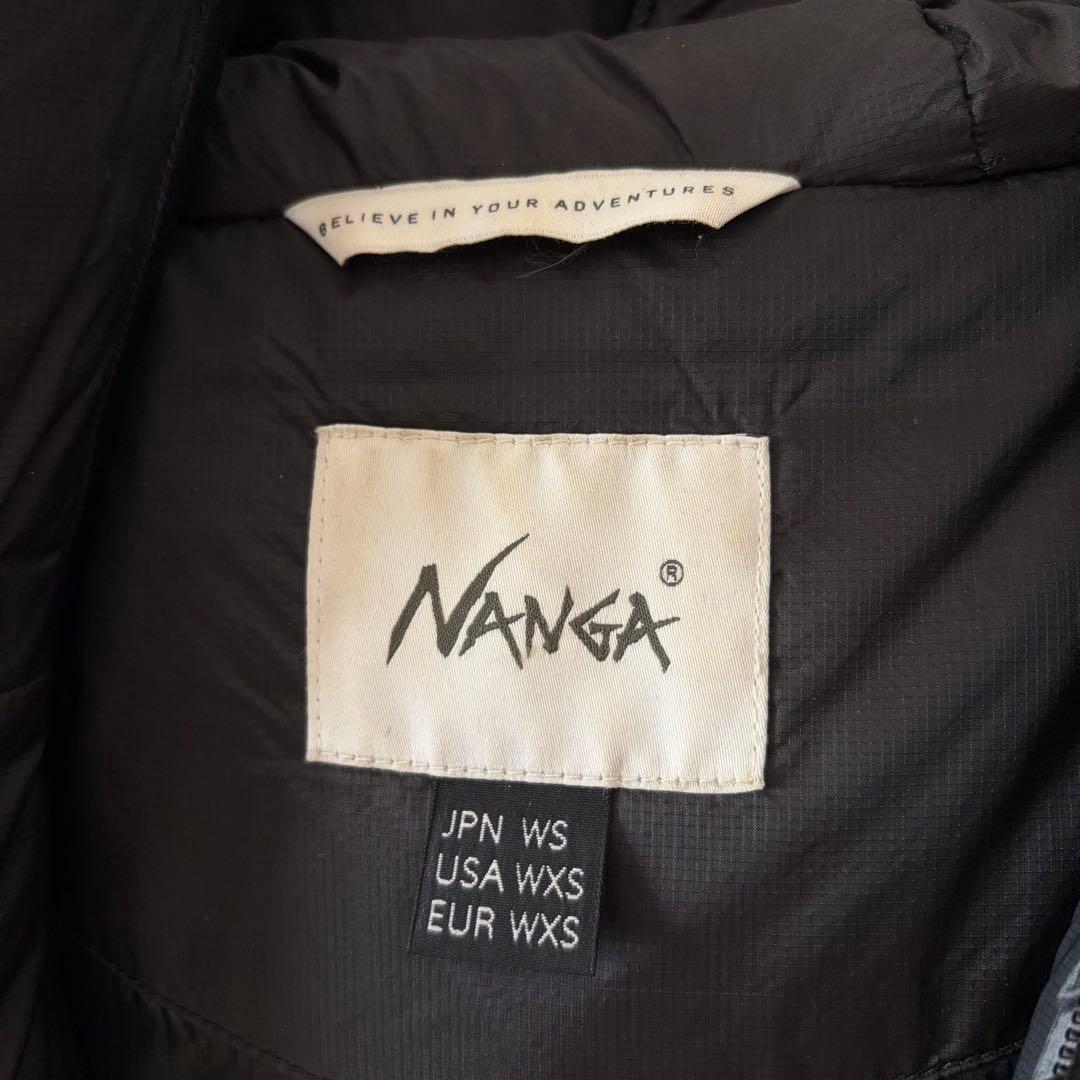 BELIEVE IN YOUR ADVENTURES
NANGA®
JPN WS
USA WXS
EUR WXS